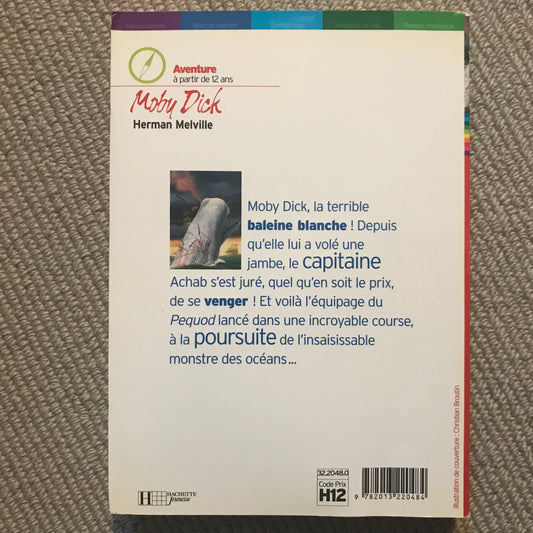 Aventure
à partir de 12 ans
Moby Dick
Herman Melville
Moby Dick, la terrible
baleine blanche ! Depuis
qu'elle lui a volé une
jambe, le capitaine
Achab s'est juré, quel qu'en soit le prix,
de se venger ! Et voilà l'équipage du
Pequod lancé dans une incroyable course,
à la poursuite de l'insaisissable
monstre des océans...
Illustration de couverture : Christian Broutin
H HACHETTE
Jeunesse
32.2048.0
Code Prix
H12
9 782013 220484